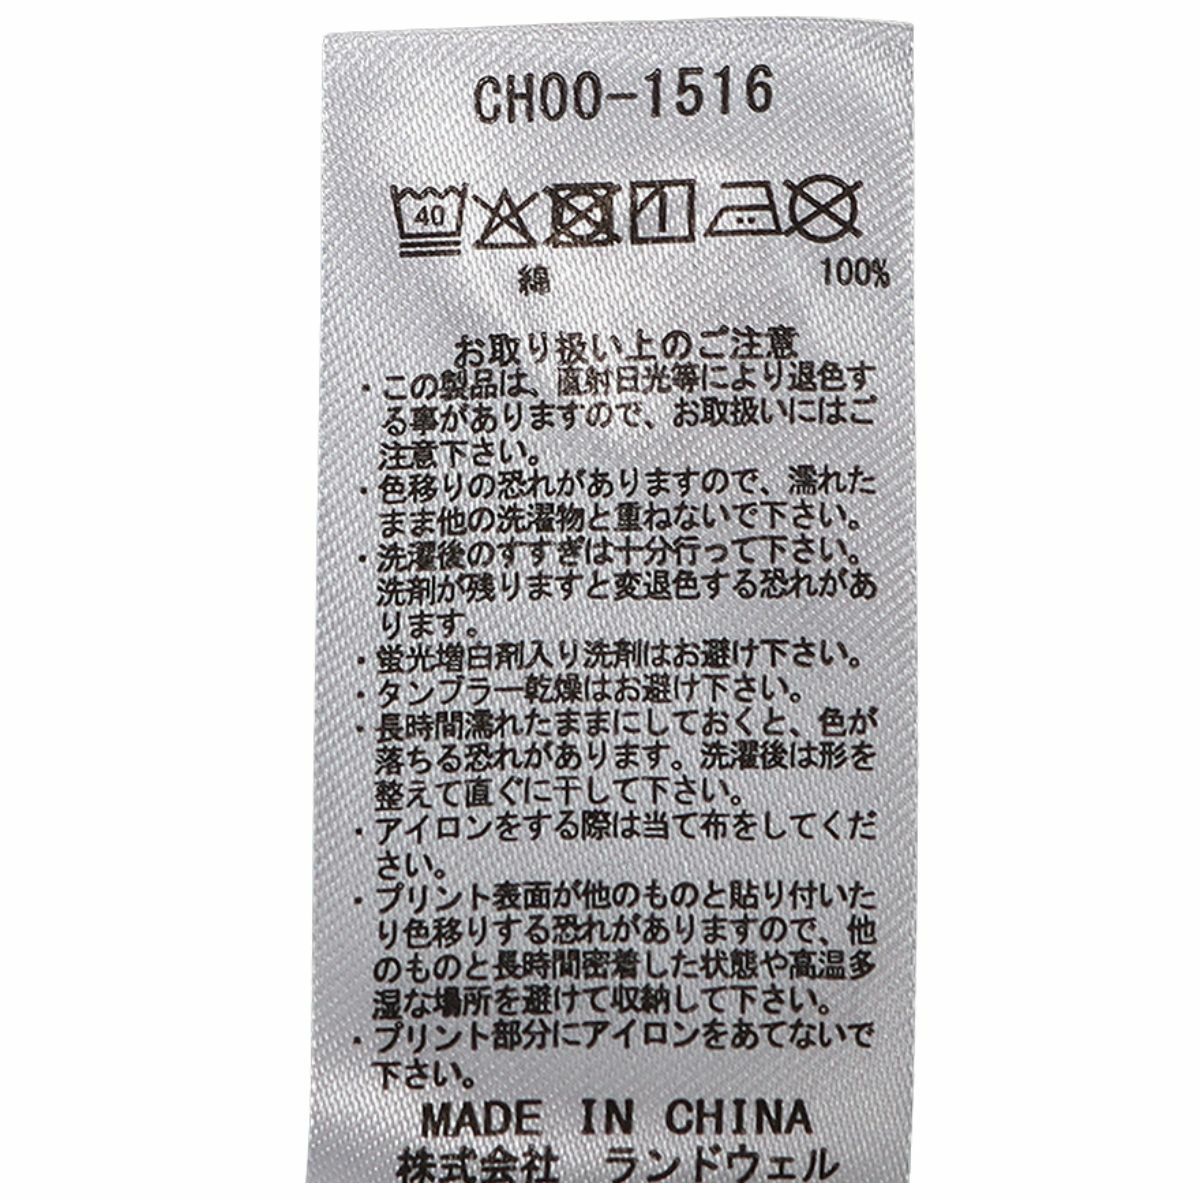 CH00-1516
40
綿 100%
お取り扱い上のご注意
・この製品は、直射日光等により退色す
る事がありますので、お取扱いにはご
注意下さい。
・色移りの恐れがありますので、濡れた
まま他の洗濯物と重ねないで下さい。
・洗濯後のすすぎは十分行って下さい。
洗剤が残りますと変退色する恐れがあ
ります。
・蛍光増白剤入り洗剤はお避け下さい。
・タンブラー乾燥はお避け下さい。
・長時間濡れたままにしておくと、色が
落ちる恐れがあります。洗濯後は形を
整えて直ぐに干して下さい。
・アイロンをする際は当て布をしてくだ
さい。
・プリント表面が他のものと貼り付いた
り色移りする恐れがありますので、他
のものと長時間密着した状態や高温多
湿な場所を避けて収納して下さい。
・プリント部分にアイロンをあてないで
下さい。
MADE IN CHINA
株式会社 ランドウェル